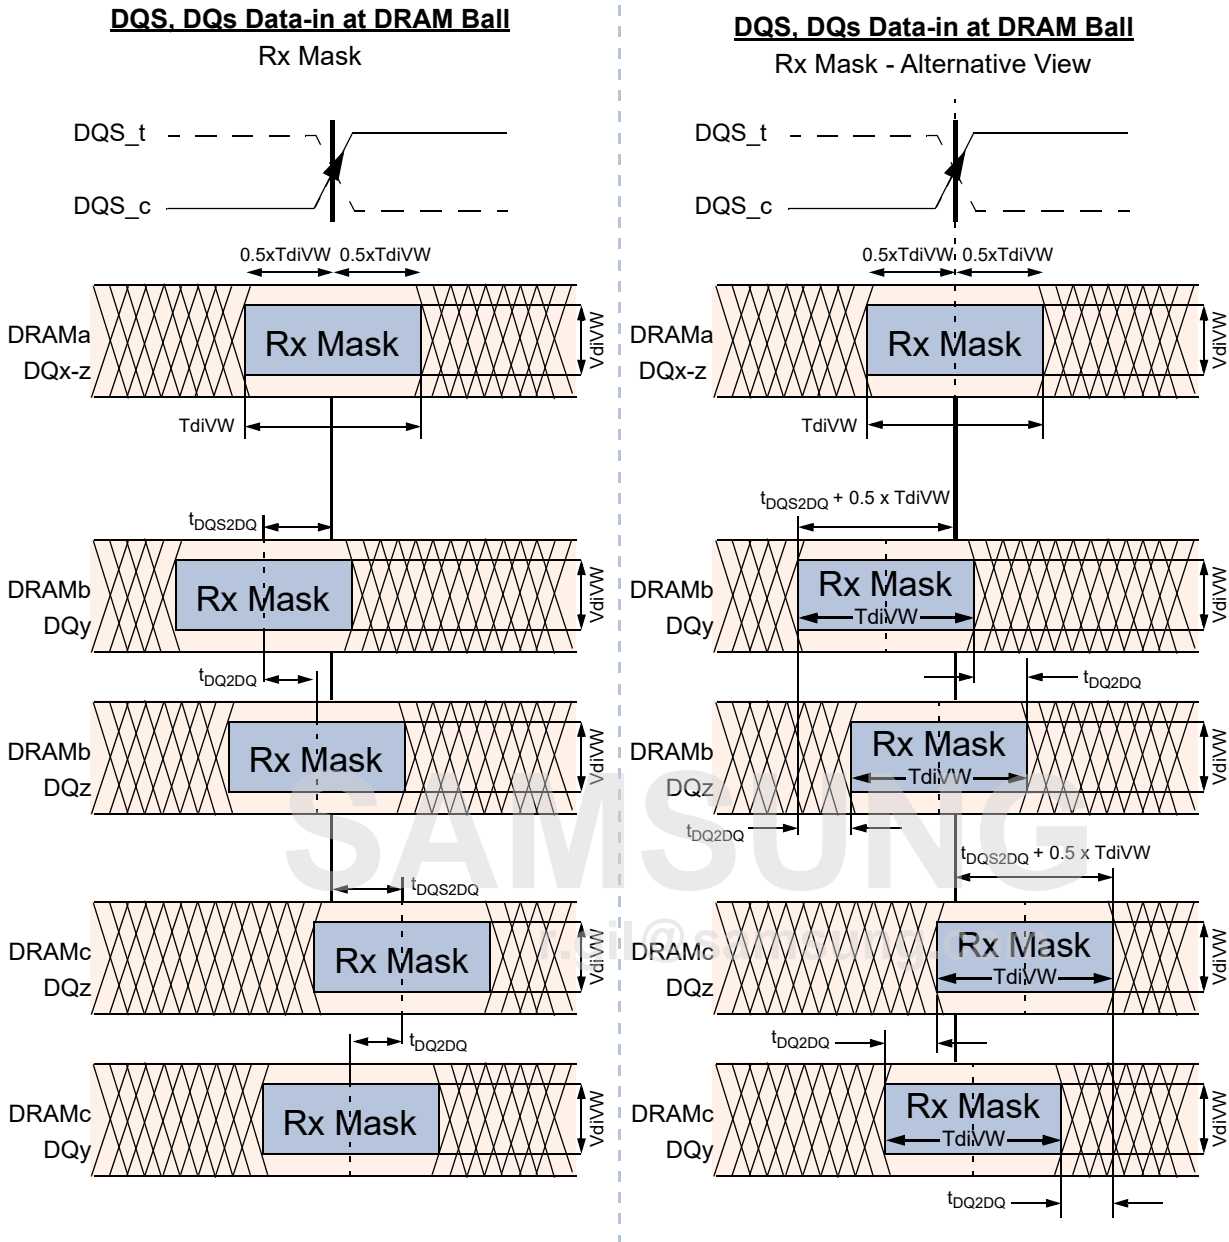 DQS, DQs Data-in at DRAM Ball
Rx Mask
DQS_t
DQS_c
0.5xTdiVW 0.5xTdiVW
DRAMa
DQx-z
Rx Mask
VdiVW
TdiVW
tDQS2DQ
DRAMb
DQy
Rx Mask
VdiVW
tDQ2DQ
DRAMb
DQz
Rx Mask
VdiVW
tDQS2DQ
DRAMc
DQz
Rx Mask
VdiVW
tDQ2DQ
DRAMc
DQy
Rx Mask
VdiVW
DQS, DQs Data-in at DRAM Ball
Rx Mask - Alternative View
DQS_t
DQS_c
0.5xTdiVW 0.5xTdiVW
DRAMa
DQx-z
Rx Mask
VdiVW
TdiVW
tDQS2DQ + 0.5 x TdiVW
DRAMb
DQy
Rx Mask
TdiVW
VdiVW
tDQ2DQ
DRAMb
DQz
Rx Mask
TdiVW
VdiVW
tDQ2DQ
tDQS2DQ + 0.5 x TdiVW
DRAMc
DQz
Rx Mask
TdiVW
VdiVW
tDQ2DQ
DRAMc
DQy
Rx Mask
TdiVW
VdiVW
tDQ2DQ
SAMSUNG
r.gil@samsung.com